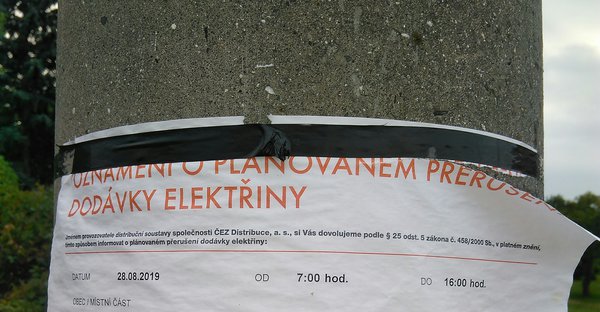 OZNÁMENÍ O PLÁNOVANÉM PŘERUŠENÍ
DODÁVKY ELEKTŘINY
Jménem provozovatele distribuční soustavy společnosti ČEZ Distribuce, a. s., si Vás dovolujeme podle § 25 odst. 5 zákona č. 458/2000 Sb., v platném znění,
tímto způsobem informovat o plánovaném přerušení dodávky elektřiny:
DATUM 28.08.2019 OD 7:00 hod. DO 16:00 hod.
OBEC / MÍSTNÍ ČÁST